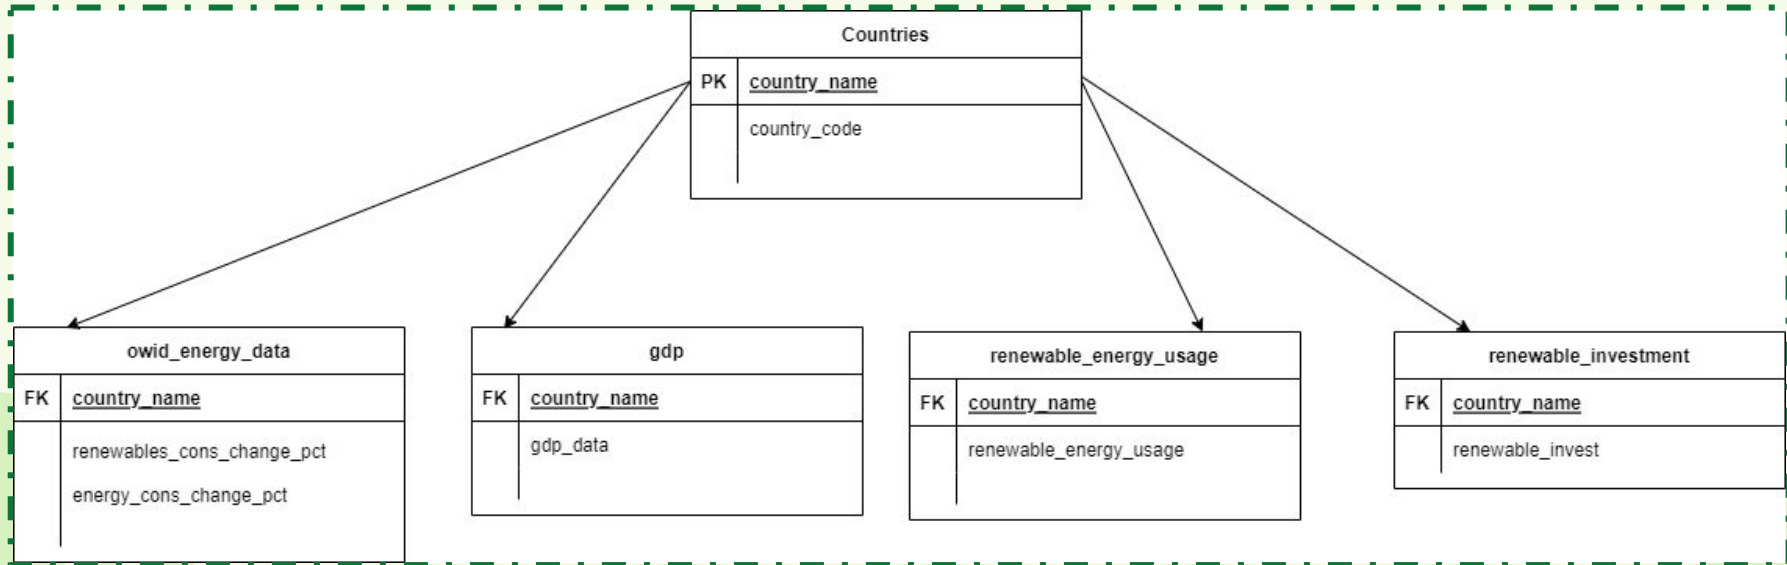 Countries
PK country_name
country_code
owid_energy_data
FK country_name
renewables_cons_change_pct
energy_cons_change_pct
gdp
FK country_name
gdp_data
renewable_energy_usage
FK country_name
renewable_energy_usage
renewable_investment
FK country_name
renewable_invest